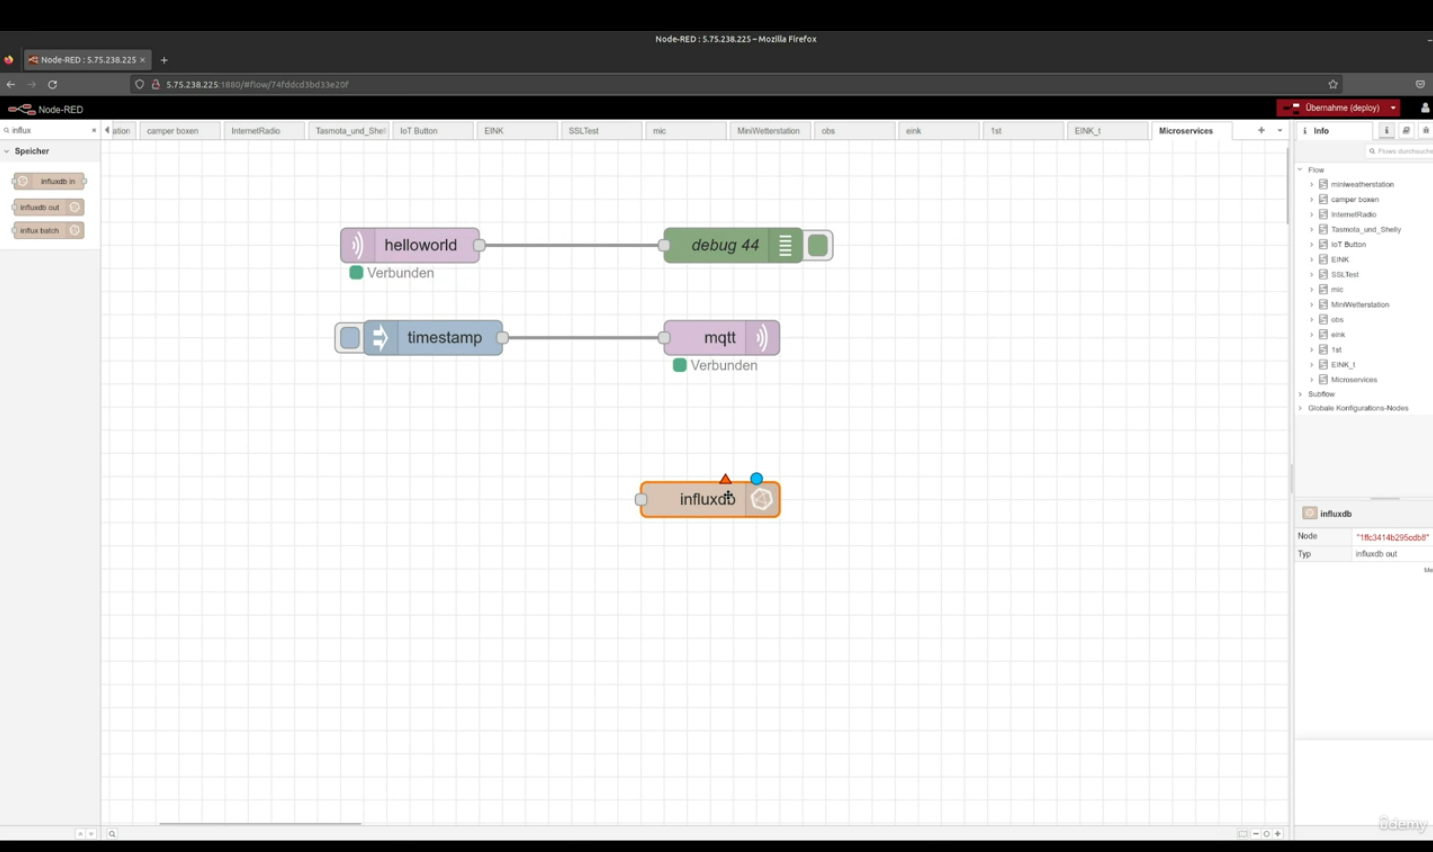 Node-RED : 5.75.238.225 – Mozilla Firefox
Node-RED : 5.75.238.225 × +
5.75.238.225:1880/#flow/74fddcd3bd33e20f
Node-RED
Übernahme (deploy)
influx ×
ation camper boxen InternetRadio Tasmota_und_Shel IoT Button EINK SSLTest mic MiniWetterstation obs eink 1st EINK_t Microservices + i Info
Speicher
Flows durchsuche
influxdb in
influxdb out
influx batch
helloworld
debug 44
Verbunden
timestamp
mqtt
Verbunden
influxdb
Flow
miniweatherstation
camper boxen
InternetRadio
Tasmota_und_Shelly
IoT Button
EINK
SSLTest
mic
MiniWetterstation
obs
eink
1st
EINK_t
Microservices
Subflow
Globale Konfigurations-Nodes
influxdb
Node "1ffc3414b295cdb8"
Typ influxdb out
Me
ûdemy